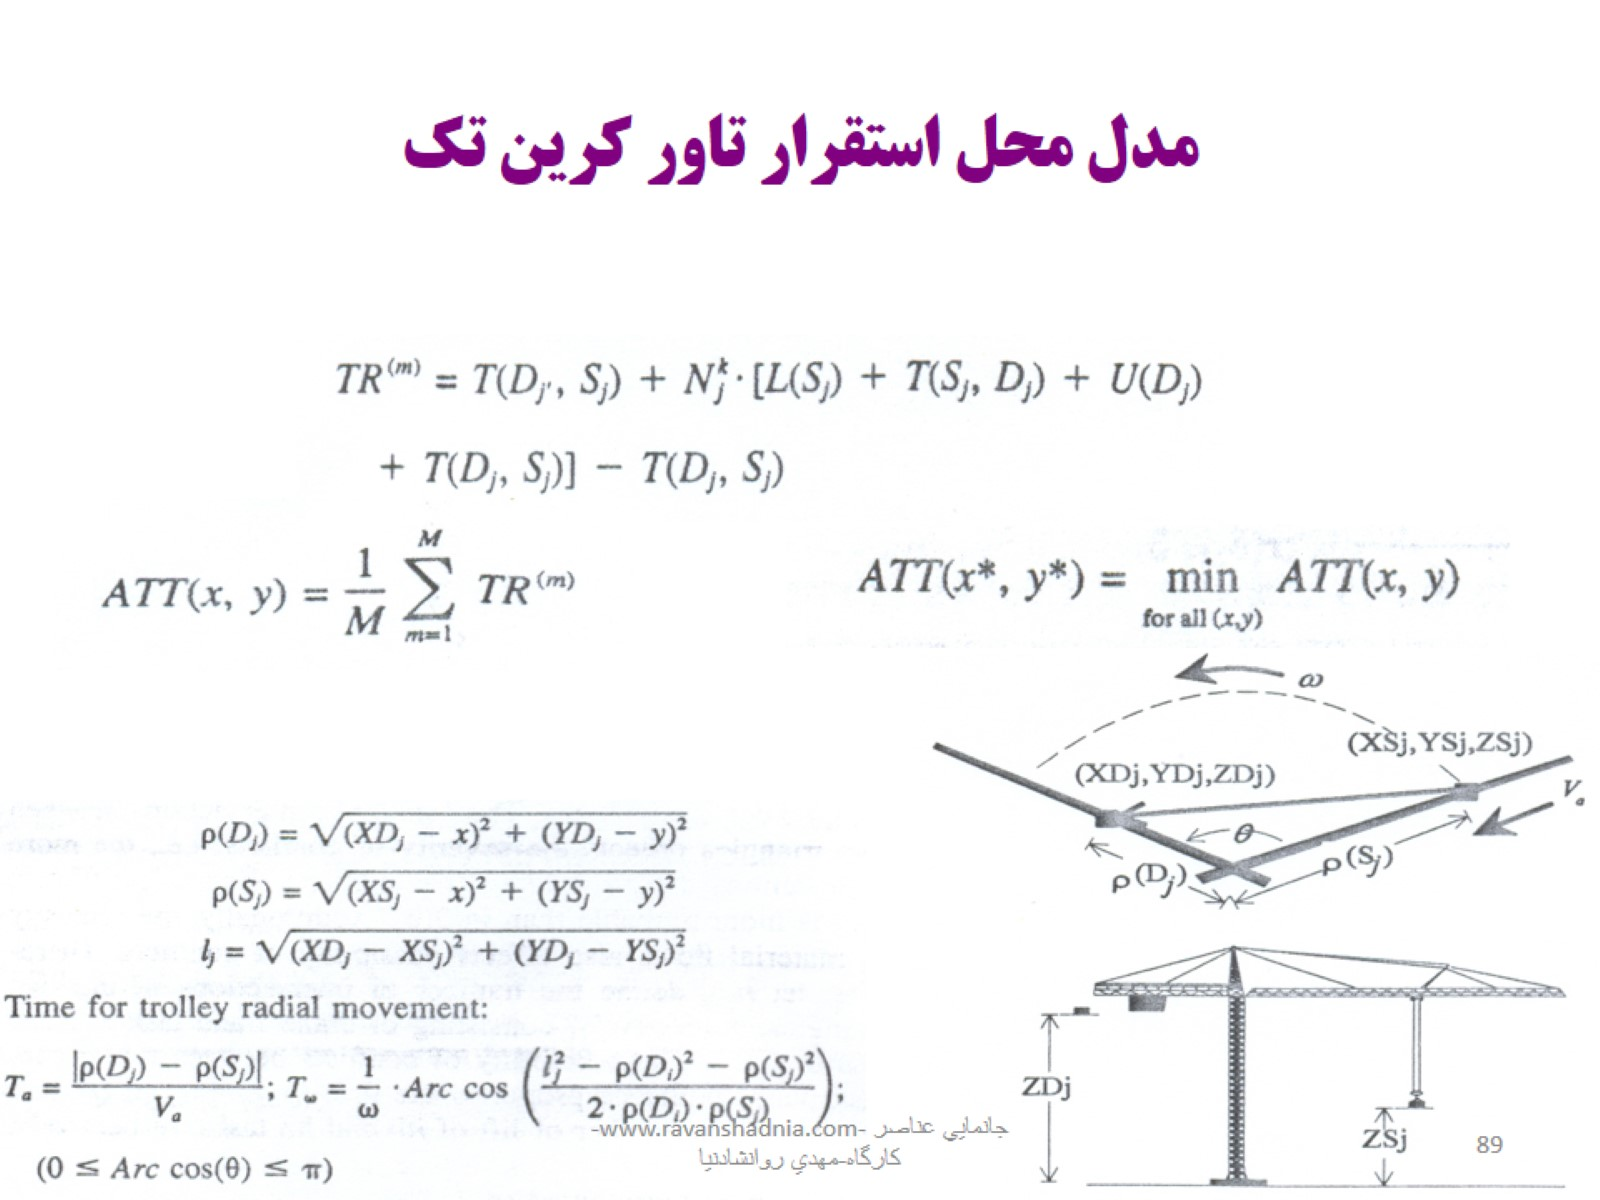 مدل محل استقرار تاور کرین تک
TR^(m) = T(D_j', S_j) + N_j^k · [L(S_j) + T(S_j, D_j) + U(D_j)
+ T(D_j, S_j)] − T(D_j, S_j)
ATT(x, y) = 1/M ∑_{m=1}^{M} TR^(m)
ATT(x*, y*) = min ATT(x, y)
for all (x,y)
ω
(XSj,YSj,ZSj)
(XDj,YDj,ZDj)
V_a
θ
ρ(D_j)
ρ(S_j)
ρ(D_j) = √((XD_j − x)² + (YD_j − y)²)
ρ(S_j) = √((XS_j − x)² + (YS_j − y)²)
l_j = √((XD_j − XS_j)² + (YD_j − YS_j)²)
Time for trolley radial movement:
T_a = |ρ(D_j) − ρ(S_j)| / V_a ; T_ω = 1/ω · Arc cos ( (l_j² − ρ(D_i)² − ρ(S_j)²) / (2 · ρ(D_i) · ρ(S_j)) );
(0 ≤ Arc cos(θ) ≤ π)
ZDj
ZSj
جانمايي عناصر -www.ravanshadnia.com-
کارگاه-مهدي روانشادنيا
89